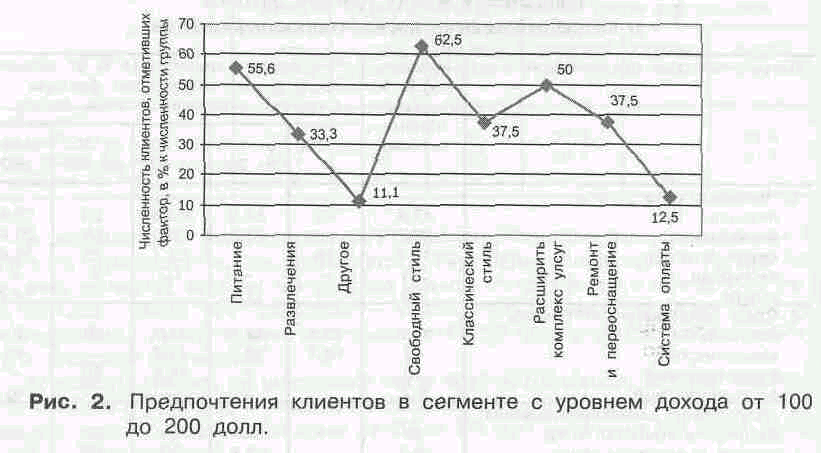 Численность клиентов, отметивших
фактор, в % к численности группы
70
60
50
40
30
20
10
0
55,6
33,3
11,1
62,5
37,5
50
37,5
12,5
Питание
Развлечения
Другое
Свободный стиль
Классический
стиль
Расширить
комплекс улсуг
Ремонт
и переоснащение
Система оплаты
Рис. 2. Предпочтения клиентов в сегменте с уровнем дохода от 100
до 200 долл.